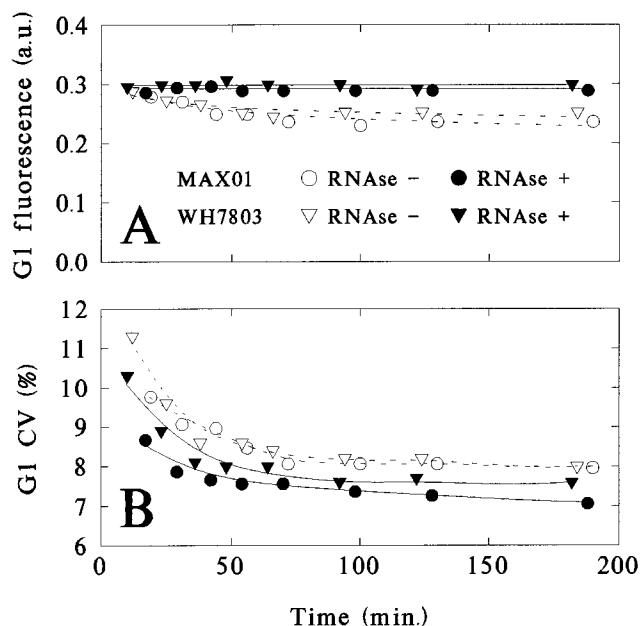 0.4
0.3
0.2
0.1
0.0
G1 fluorescence (a.u.)
MAX01 RNAse − RNAse +
WH7803 RNAse − RNAse +
A
12
11
10
9
8
7
6
G1 CV (%)
B
0 50 100 150 200
Time (min.)